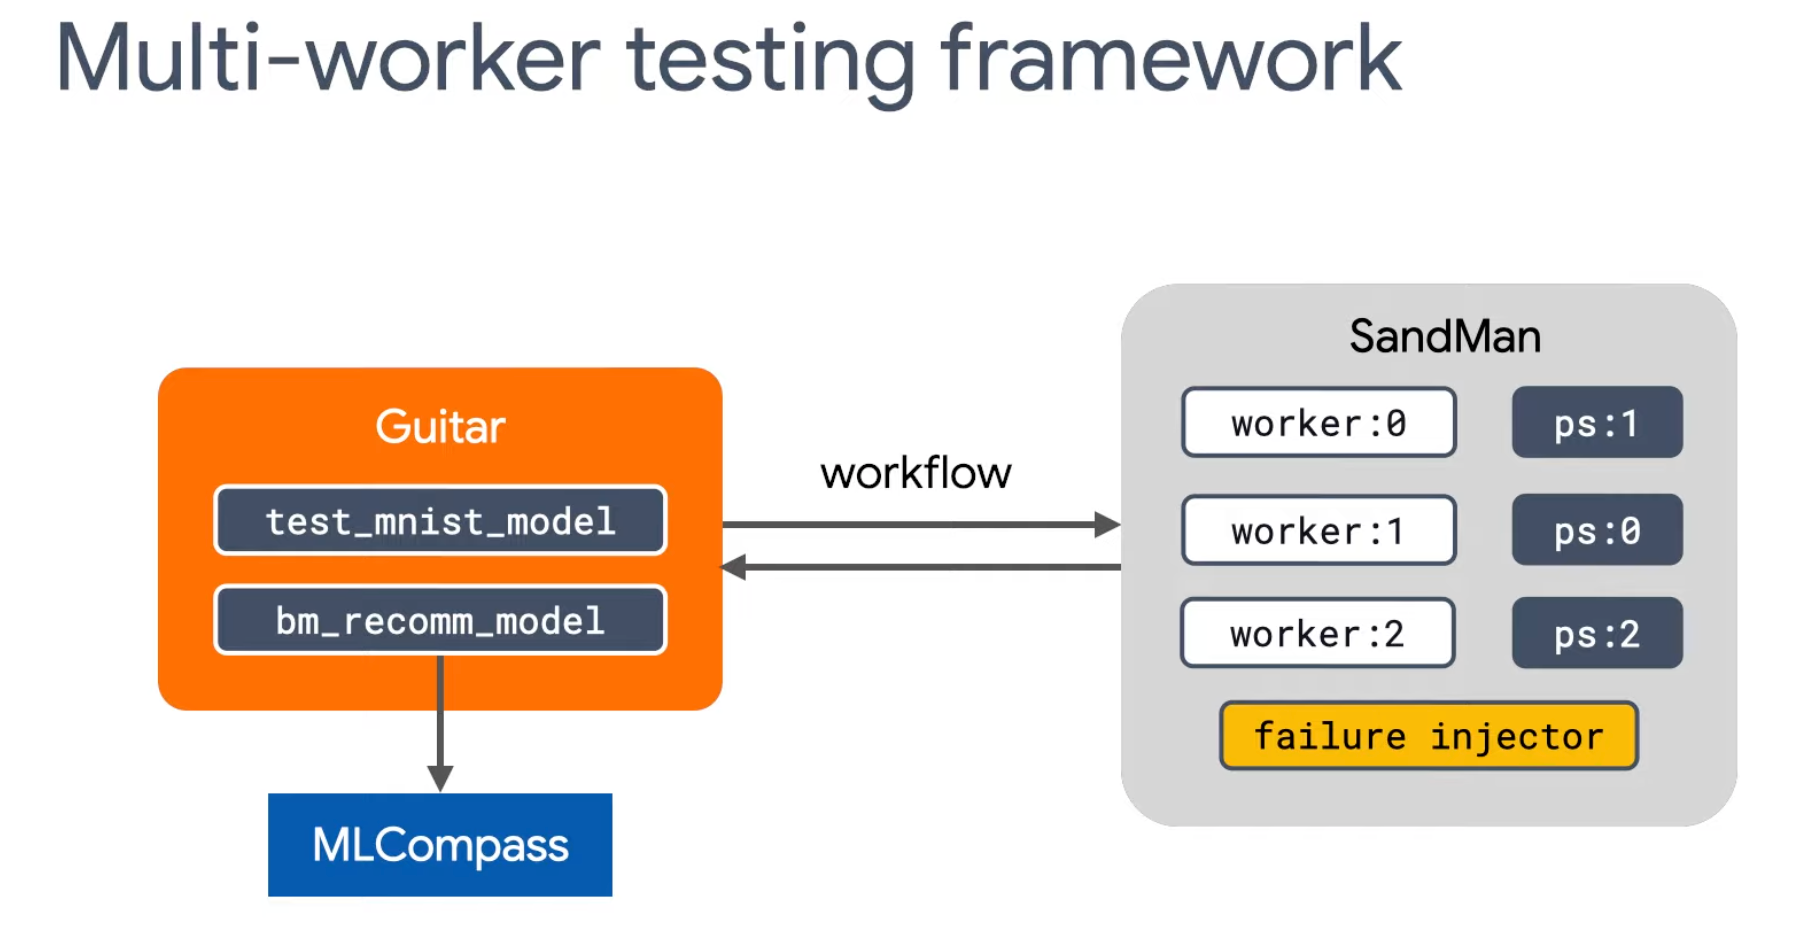 Multi-worker testing framework
Guitar
test_mnist_model
bm_recomm_model
MLCompass
workflow
SandMan
worker:0
ps:1
worker:1
ps:0
worker:2
ps:2
failure injector